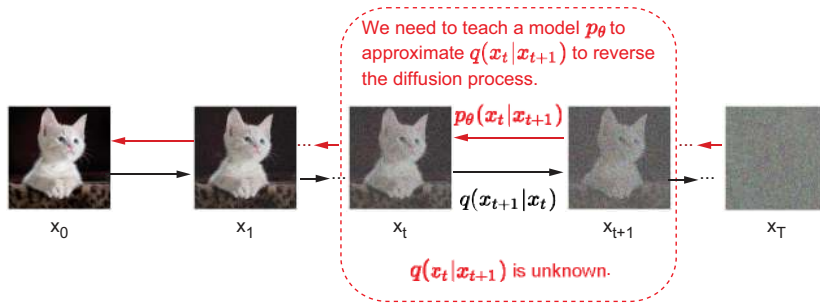 We need to teach a model pθ to
approximate q(xt|xt+1) to reverse
the diffusion process.
pθ(xt|xt+1)
... ... ... ...
q(xt+1|xt)
x0 x1 xt xt+1 xT
q(xt|xt+1) is unknown.